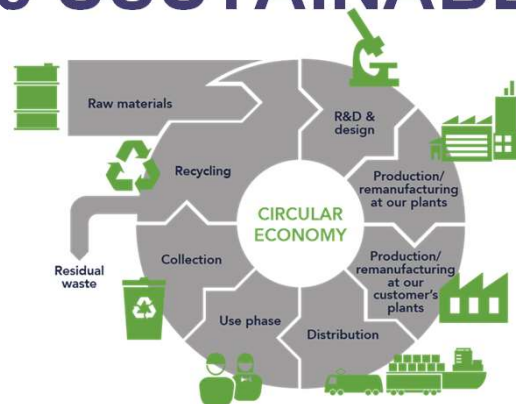 Raw materials
R&D &
design
Production/
remanufacturing
at our plants
Production/
remanufacturing
at our
customer's
plants
Distribution
Use phase
Collection
Recycling
Residual
waste
CIRCULAR
ECONOMY